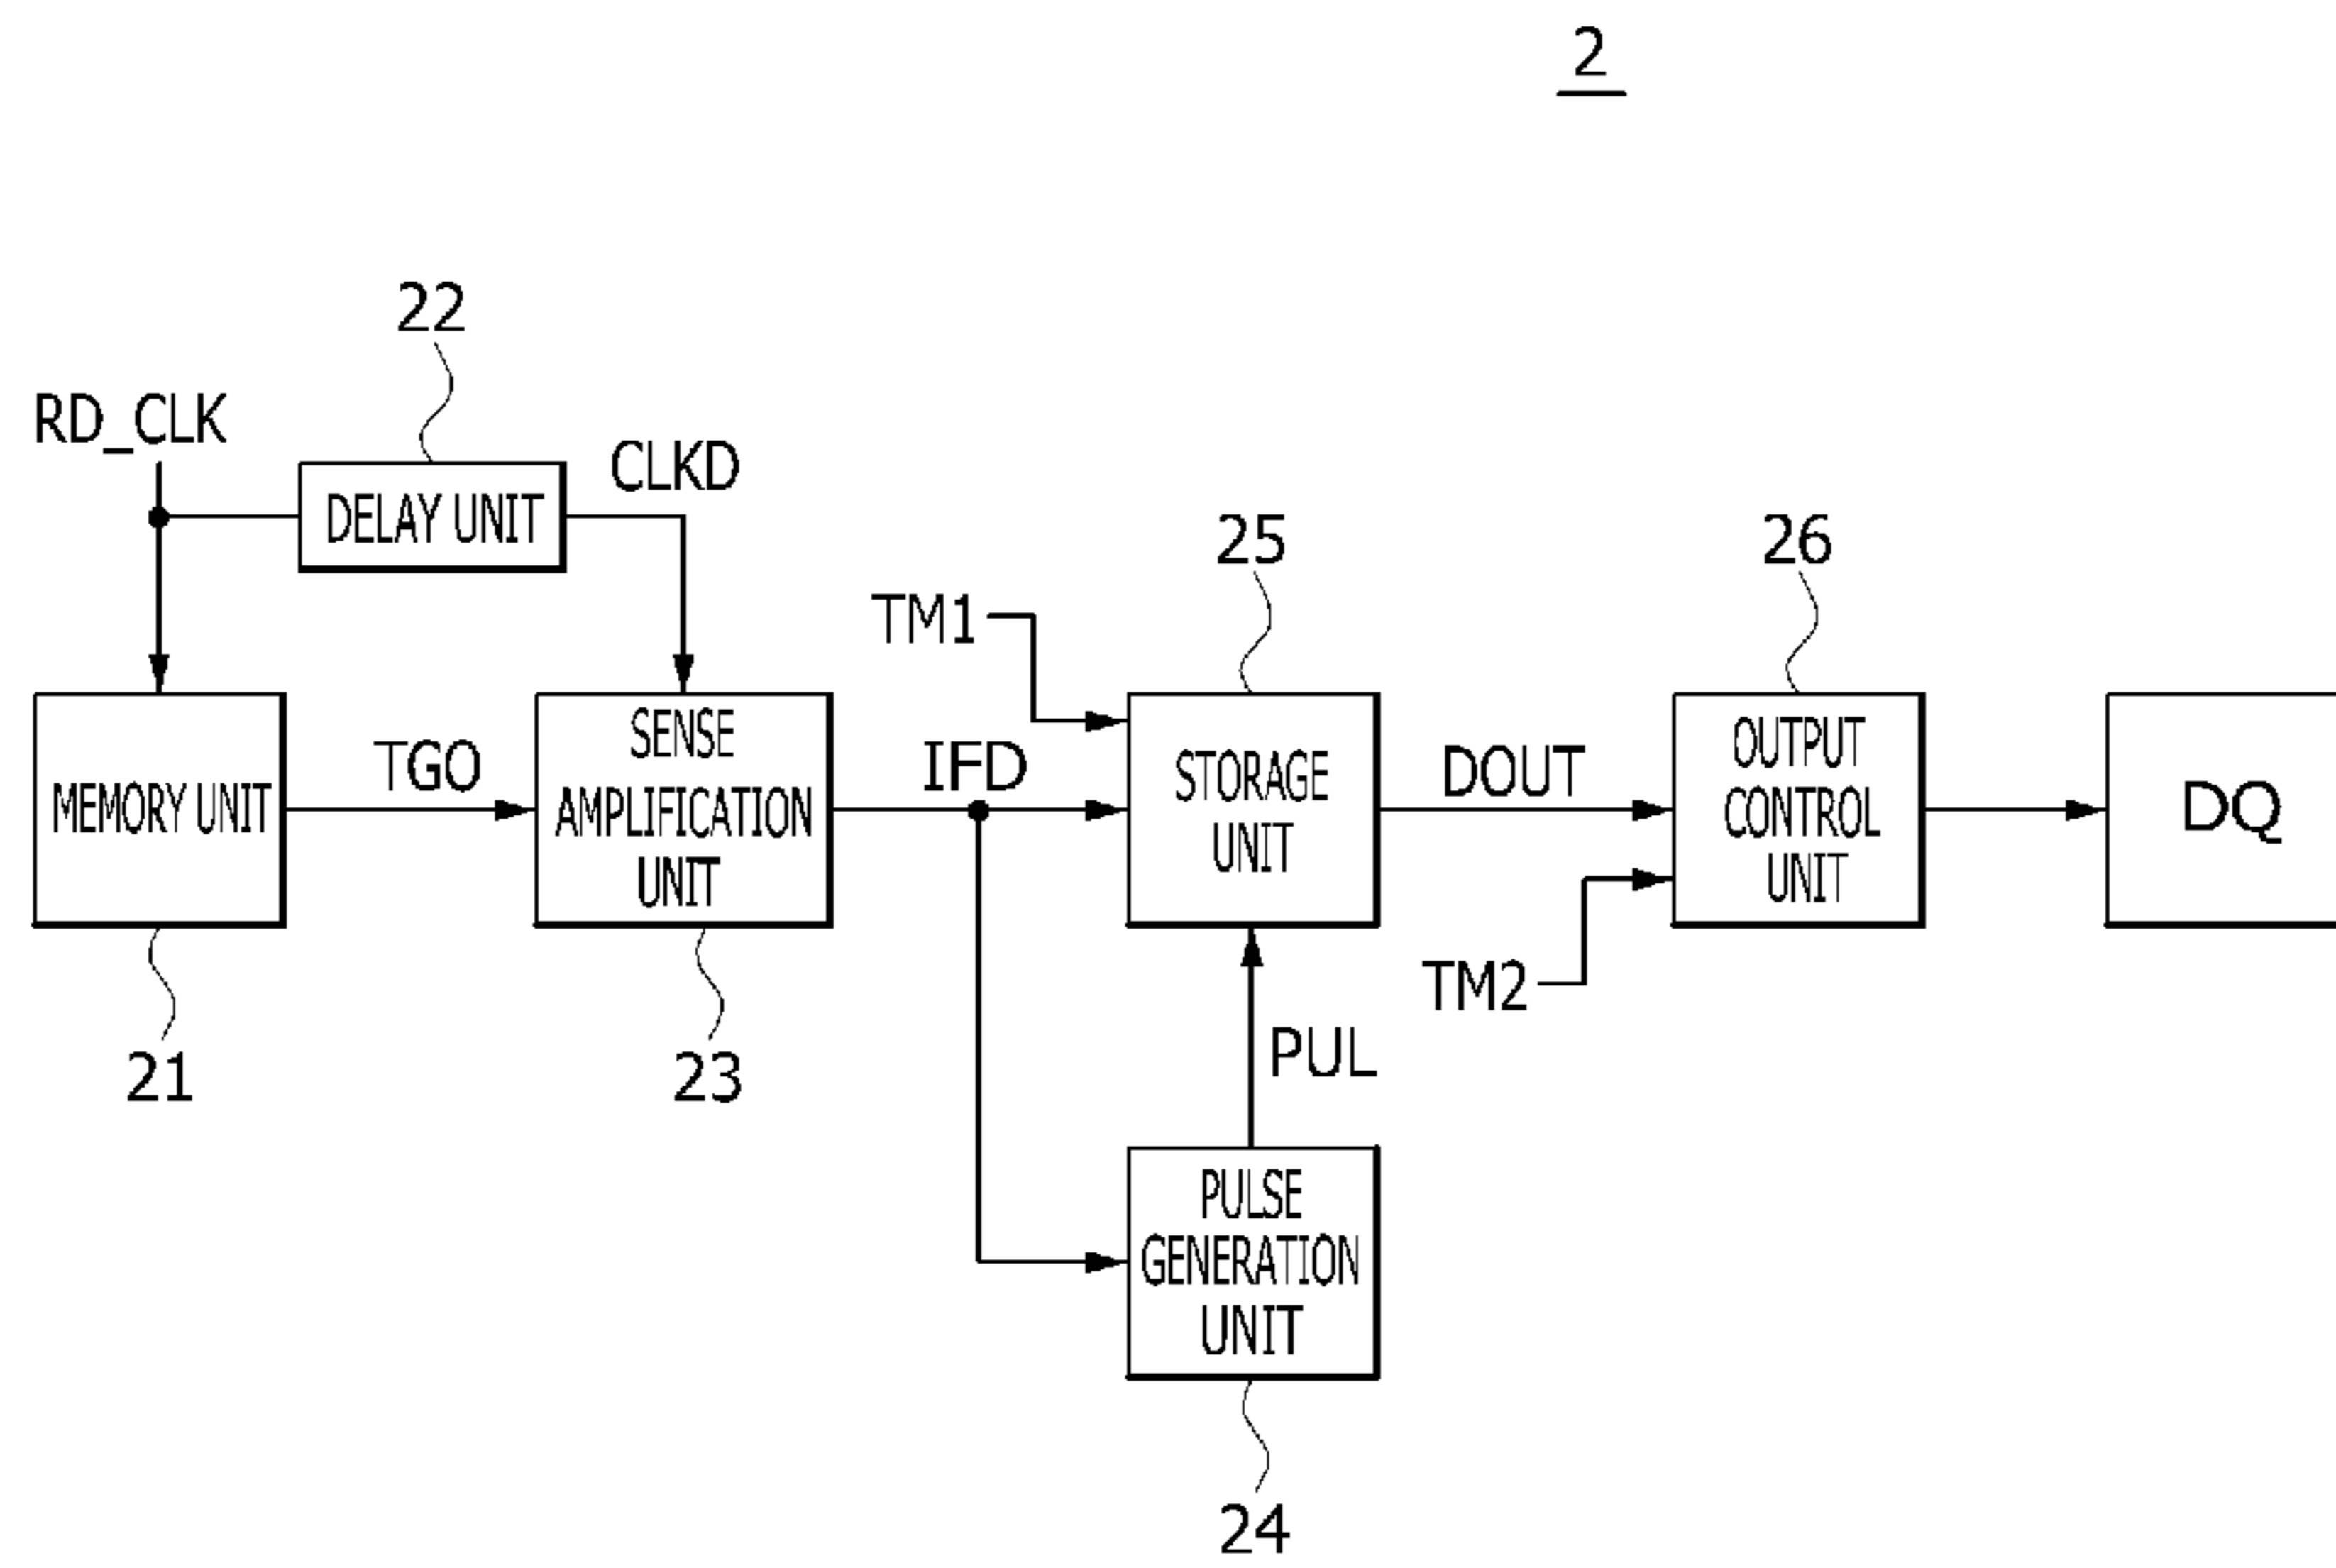 2
22
RD_CLK
CLKD
DELAY UNIT
25
26
TM1
MEMORY UNIT
TGO
SENSE
AMPLIFICATION
UNIT
IFD
STORAGE
UNIT
DOUT
OUTPUT
CONTROL
UNIT
DQ
TM2
21
23
PUL
PULSE
GENERATION
UNIT
24